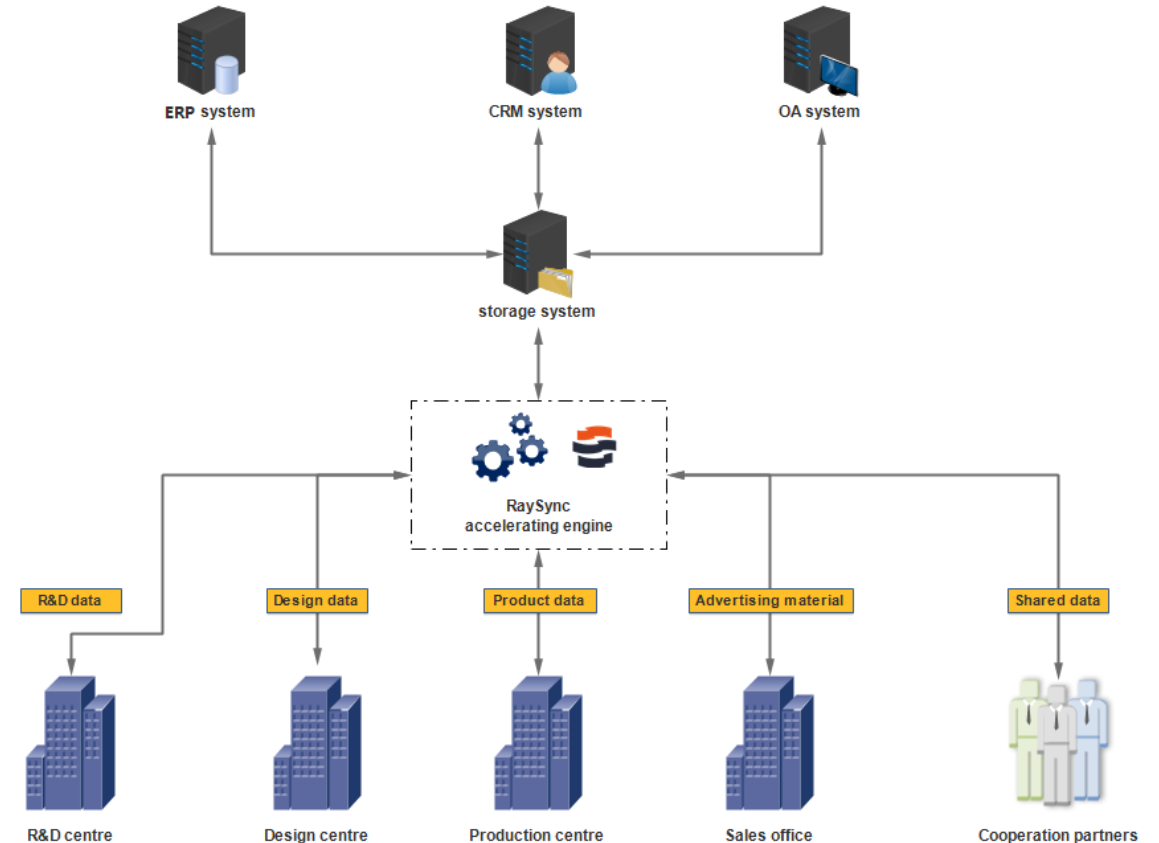 ERP system
CRM system
OA system
storage system
RaySync
accelerating engine
R&D data
Design data
Product data
Advertising material
Shared data
R&D centre
Design centre
Production centre
Sales office
Cooperation partners